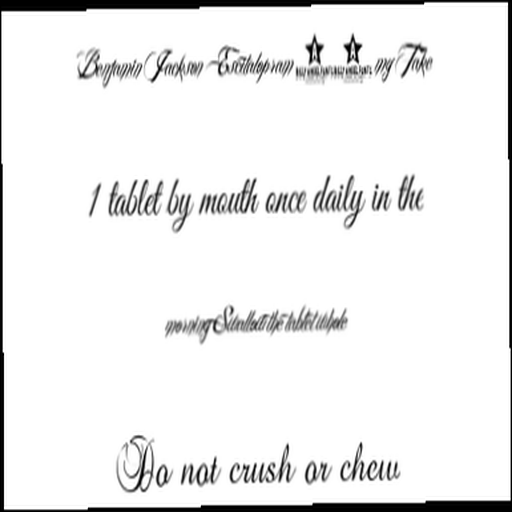 Benjamin Jackson Escitalopram mg Take
1 tablet by mouth once daily in the
morning Swallow the tablet whole
Do not crush or chew